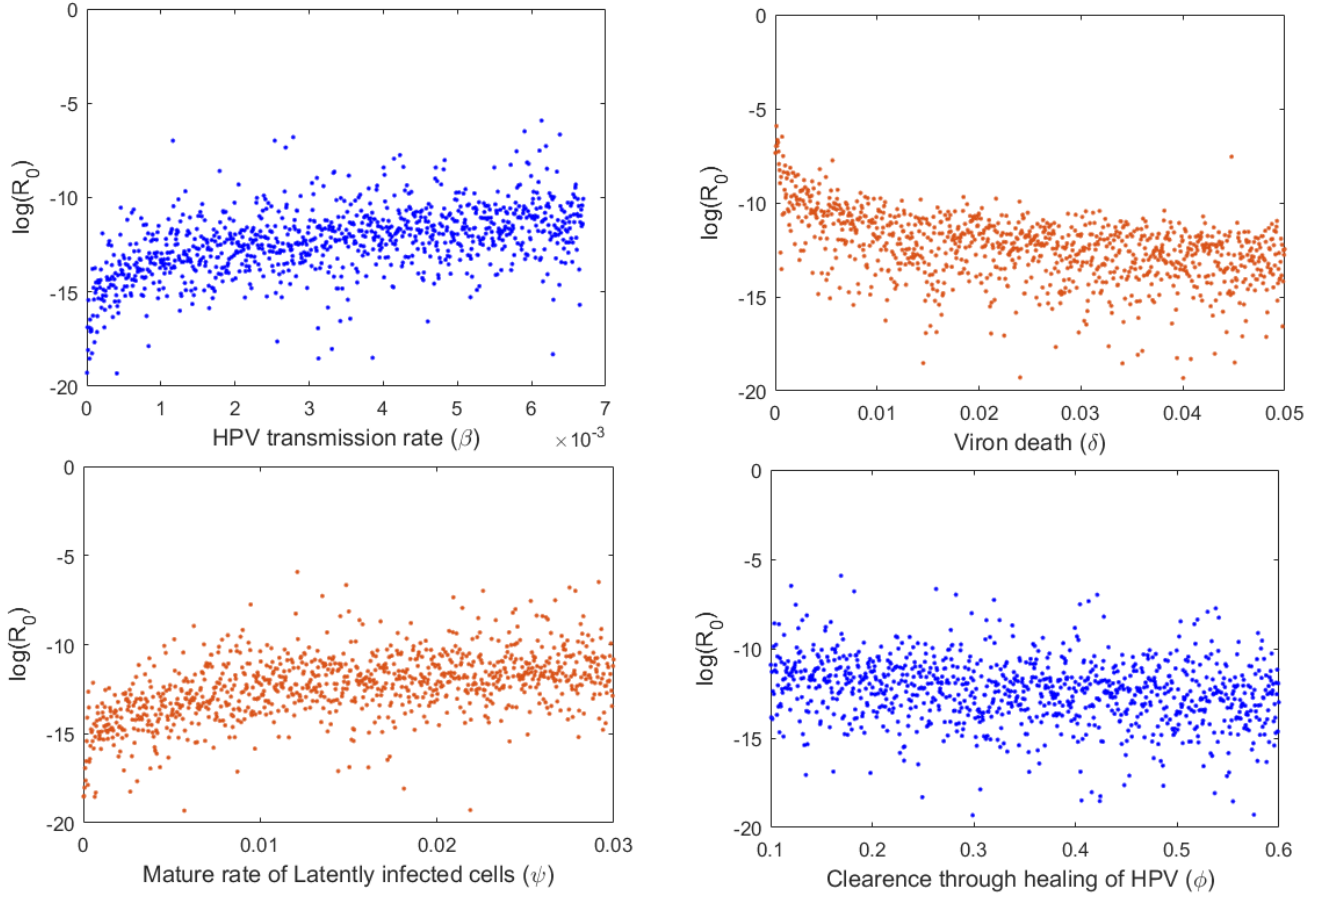 0
-5
-10
-15
-20
log(R0)
0 1 2 3 4 5 6 7
HPV transmission rate (β) ×10-3
0
-5
-10
-15
-20
log(R0)
0 0.01 0.02 0.03 0.04 0.05
Viron death (δ)
0
-5
-10
-15
-20
log(R0)
0 0.01 0.02 0.03
Mature rate of Latently infected cells (ψ)
0
-5
-10
-15
-20
log(R0)
0.1 0.2 0.3 0.4 0.5 0.6
Clearence through healing of HPV (ϕ)